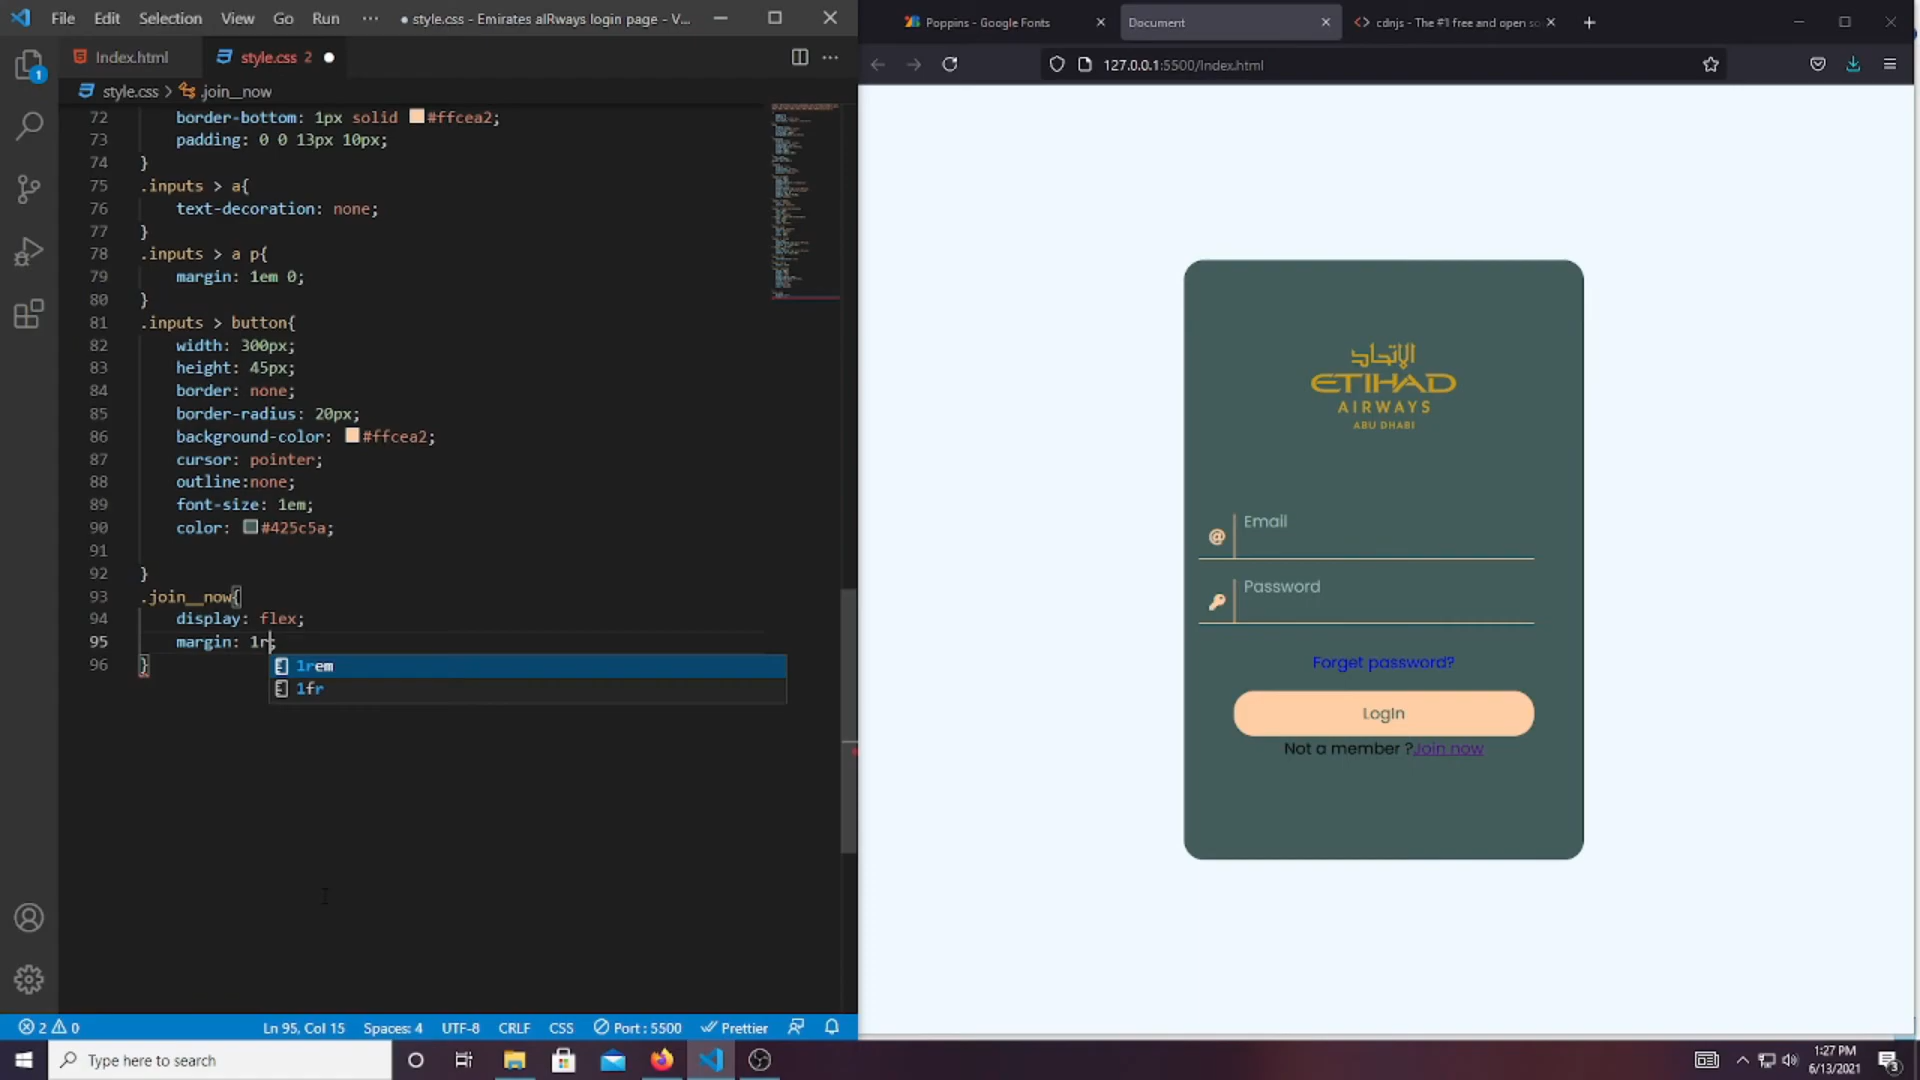 File Edit View Go Run ··· ● style.css - Emirates aIRways login page - V...
Index.html style.css 2 ●
style.css > .join__now
72 border-bottom: 1px solid #ffcea2;
73 padding: 0 0 13px 10px;
74 }
75 .inputs > a{
76 text-decoration: none;
77 }
78 .inputs > a p{
79 margin: 1em 0;
80 }
81 .inputs > button{
82 width: 300px;
83 height: 45px;
84 border: none;
85 border-radius: 20px;
86 background-color: #ffcea2;
87 cursor: pointer;
88 outline:none;
89 font-size: 1em;
90 color: #425c5a;
91
92 }
93 .join__now{
94 display: flex;
95 margin: 1r;
96 }
1rem
1fr
1
2 0 Ln 95, Col 15 Spaces: 4 UTF-8 CRLF CSS Port : 5500 Prettier
Poppins - Google Fonts Document cdnjs - The #1 free and open so
127.0.0.1:5500/Index.html
الإتحاد
ETIHAD
AIRWAYS
ABU DHABI
@ Email
Password
Forget password?
LogIn
Not a member ?Join now
Type here to search
1:27 PM
6/13/2021
3